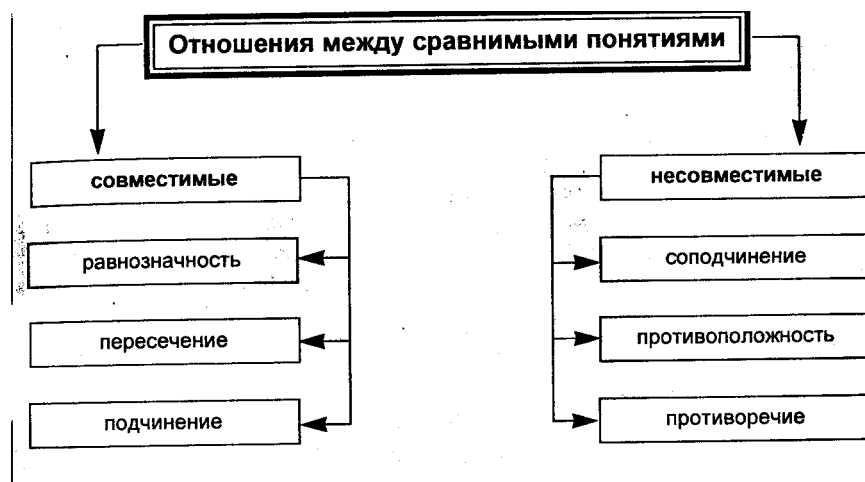 Отношения между сравнимыми понятиями
совместимые
равнозначность
пересечение
подчинение
несовместимые
соподчинение
противоположность
противоречие